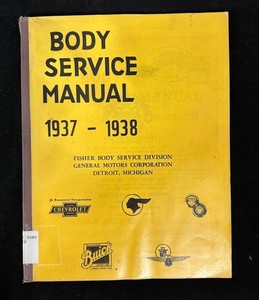 BODY
SERVICE
MANUAL
1937 - 1938
FISHER BODY SERVICE DIVISION
GENERAL MOTORS CORPORATION
DETROIT, MICHIGAN
CHEVROLET
Buick